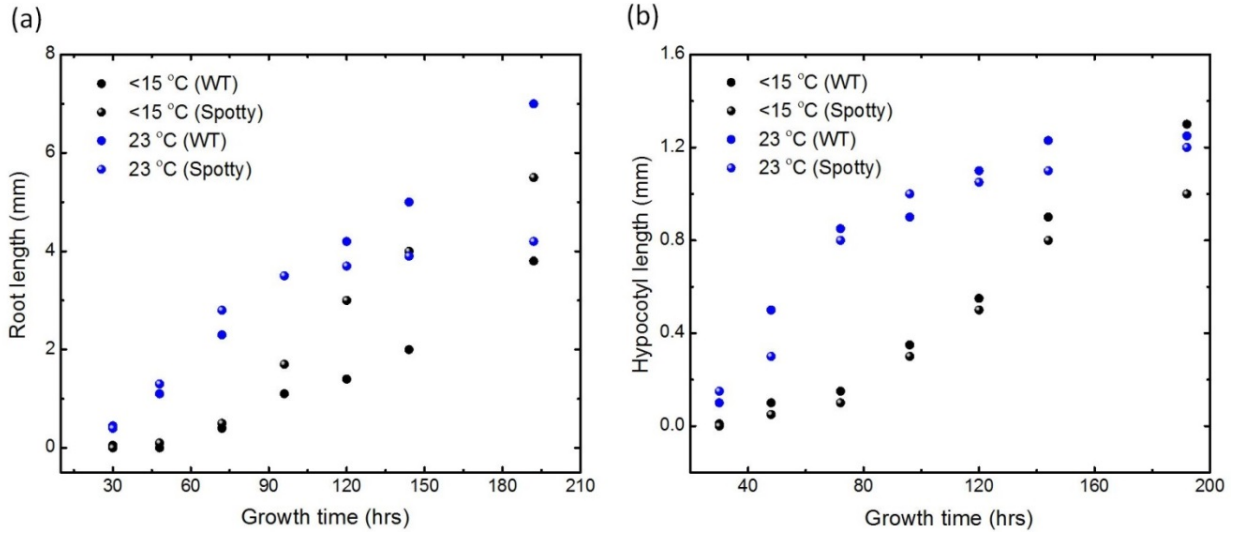 (a)
8
6
4
2
0
Root length (mm)
<15 °C (WT)
<15 °C (Spotty)
23 °C (WT)
23 °C (Spotty)
30 60 90 120 150 180 210
Growth time (hrs)
(b)
1.6
1.2
0.8
0.4
0.0
Hypocotyl length (mm)
<15 °C (WT)
<15 °C (Spotty)
23 °C (WT)
23 °C (Spotty)
40 80 120 160 200
Growth time (hrs)